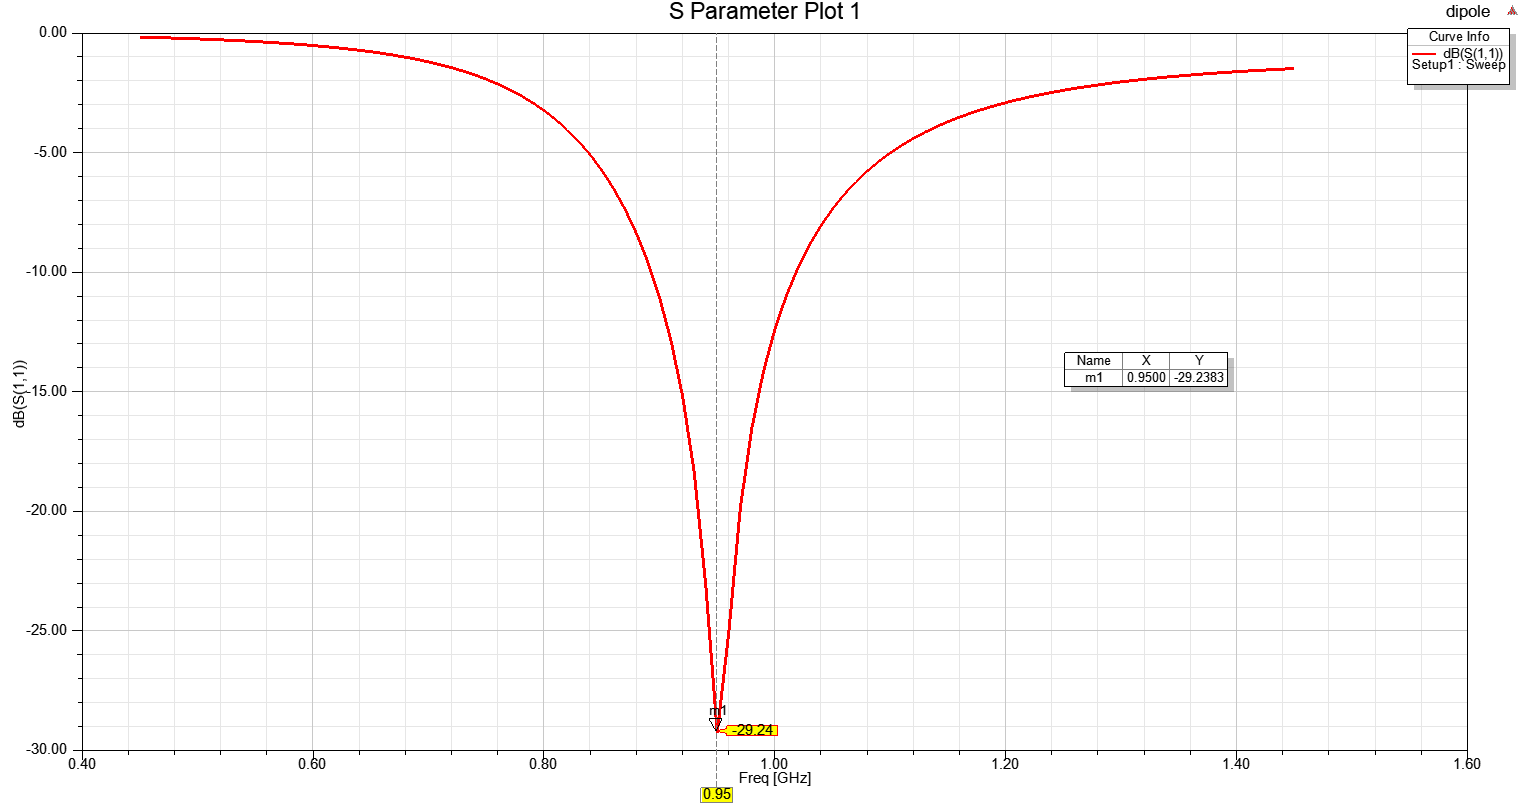 S Parameter Plot 1
dipole
Curve Info
dB(S(1,1))
Setup1 : Sweep
0.00
-5.00
-10.00
-15.00
-20.00
-25.00
-30.00
dB(S(1,1))
Name X Y
m1 0.9500 -29.2383
m1
-29.24
0.40 0.60 0.80 1.00 1.20 1.40 1.60
Freq [GHz]
0.95